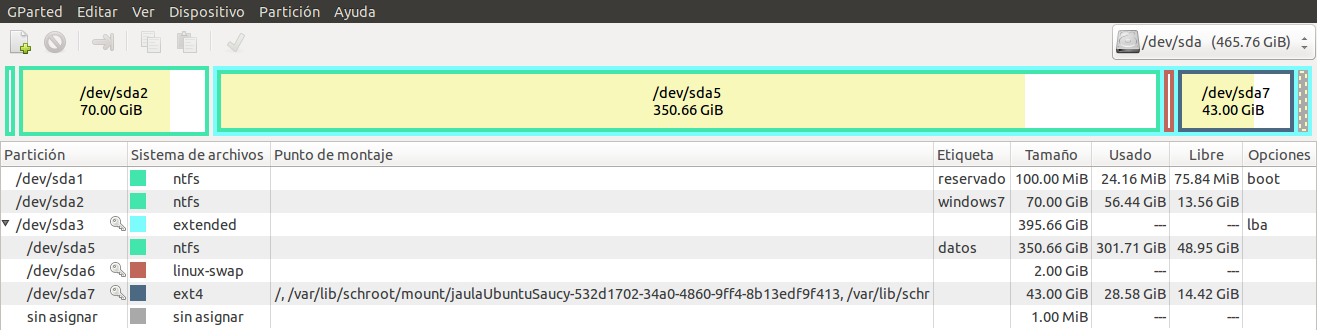 GParted Editar Ver Dispositivo Partición Ayuda
/dev/sda (465.76 GiB)
/dev/sda2 /dev/sda5 /dev/sda7
70.00 GiB 350.66 GiB 43.00 GiB
Partición Sistema de archivos Punto de montaje Etiqueta Tamaño Usado Libre Opciones
/dev/sda1 ntfs reservado 100.00 MiB 24.16 MiB 75.84 MiB boot
/dev/sda2 ntfs windows7 70.00 GiB 56.44 GiB 13.56 GiB
/dev/sda3 extended 395.66 GiB --- --- lba
/dev/sda5 ntfs datos 350.66 GiB 301.71 GiB 48.95 GiB
/dev/sda6 linux-swap 2.00 GiB --- ---
/dev/sda7 ext4 /, /var/lib/schroot/mount/jaulaUbuntuSaucy-532d1702-34a0-4860-9ff4-8b13edf9f413, /var/lib/schr 43.00 GiB 28.58 GiB 14.42 GiB
sin asignar sin asignar 1.00 MiB --- ---